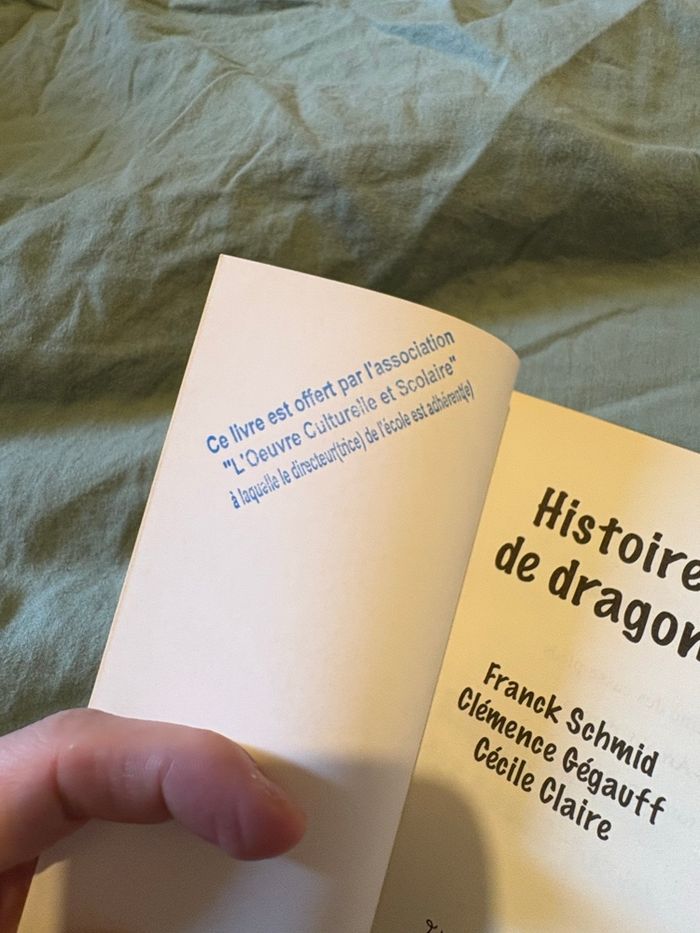 Ce livre est offert par l'association
"L'Oeuvre Culturelle et Scolaire"
à laquelle le directeur(trice) de l'école est adhérent(e)
Histoire
de dragon
Franck Schmid
Clémence Gégauff
Cécile Claire